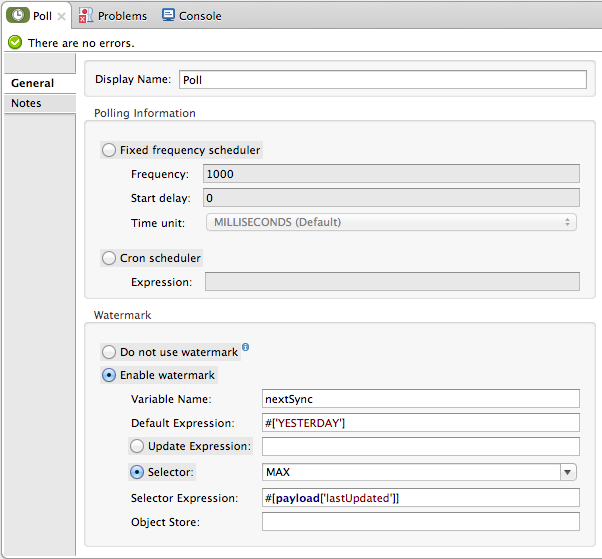 Poll Problems Console
There are no errors.
General
Notes
Display Name: Poll
Polling Information
Fixed frequency scheduler
Frequency: 1000
Start delay: 0
Time unit: MILLISECONDS (Default)
Cron scheduler
Expression:
Watermark
Do not use watermark
Enable watermark
Variable Name: nextSync
Default Expression: #['YESTERDAY']
Update Expression:
Selector: MAX
Selector Expression: #[payload['lastUpdated']]
Object Store: